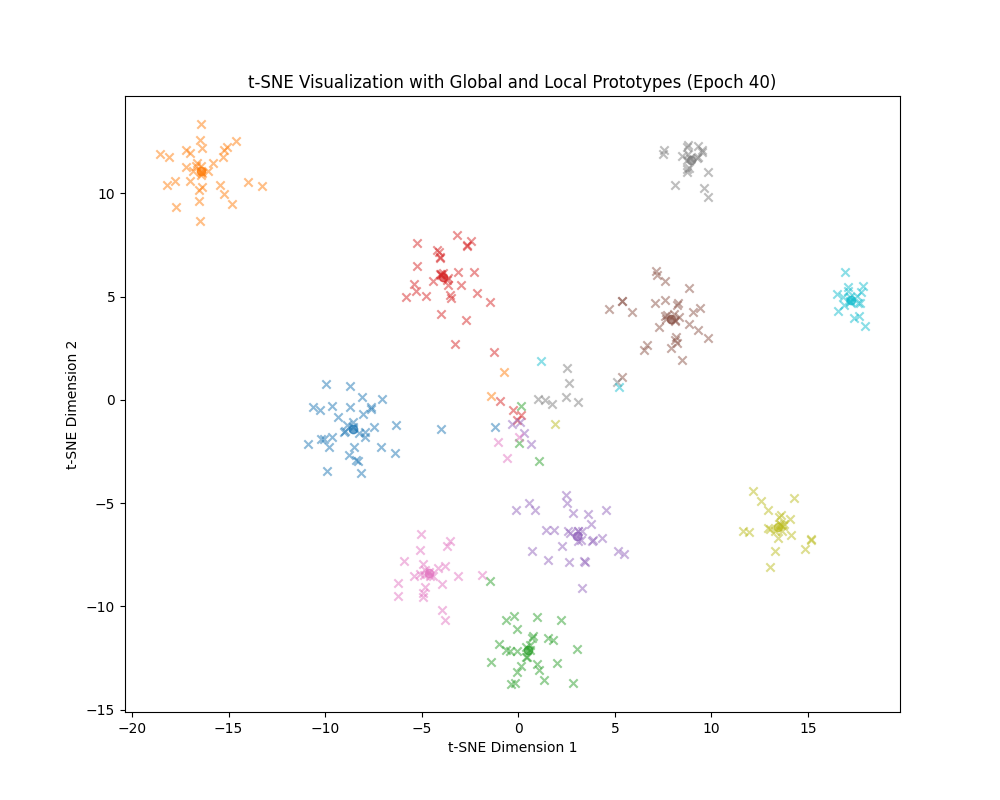 t-SNE Visualization with Global and Local Prototypes (Epoch 40)
10
5
0
−5
−10
−15
t-SNE Dimension 2
−20 −15 −10 −5 0 5 10 15
t-SNE Dimension 1